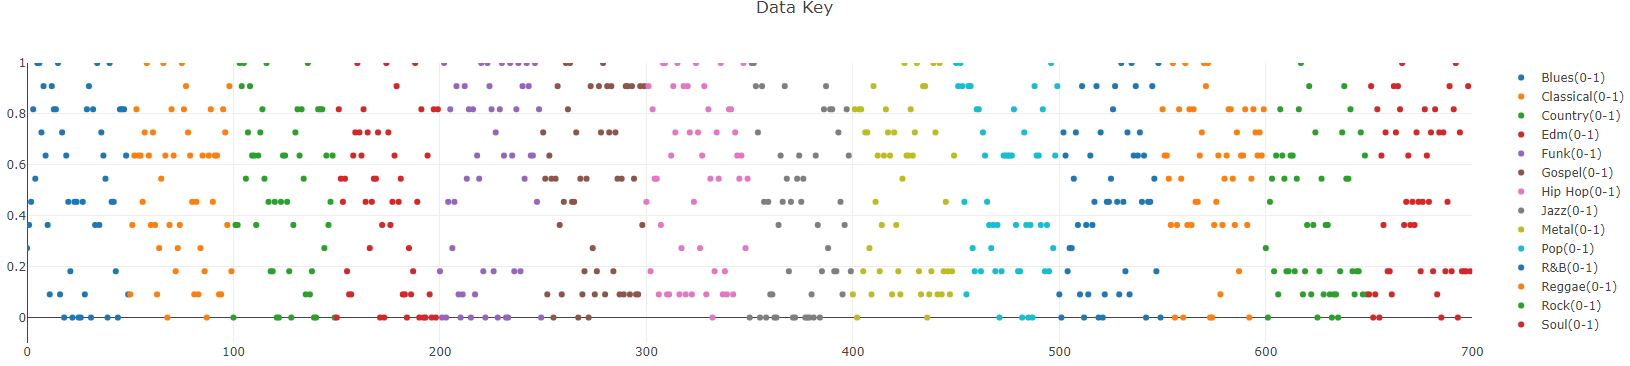 Data Key
1
0.8
0.6
0.4
0.2
0
0 100 200 300 400 500 600 700
Blues(0-1)
Classical(0-1)
Country(0-1)
Edm(0-1)
Funk(0-1)
Gospel(0-1)
Hip Hop(0-1)
Jazz(0-1)
Metal(0-1)
Pop(0-1)
R&B(0-1)
Reggae(0-1)
Rock(0-1)
Soul(0-1)